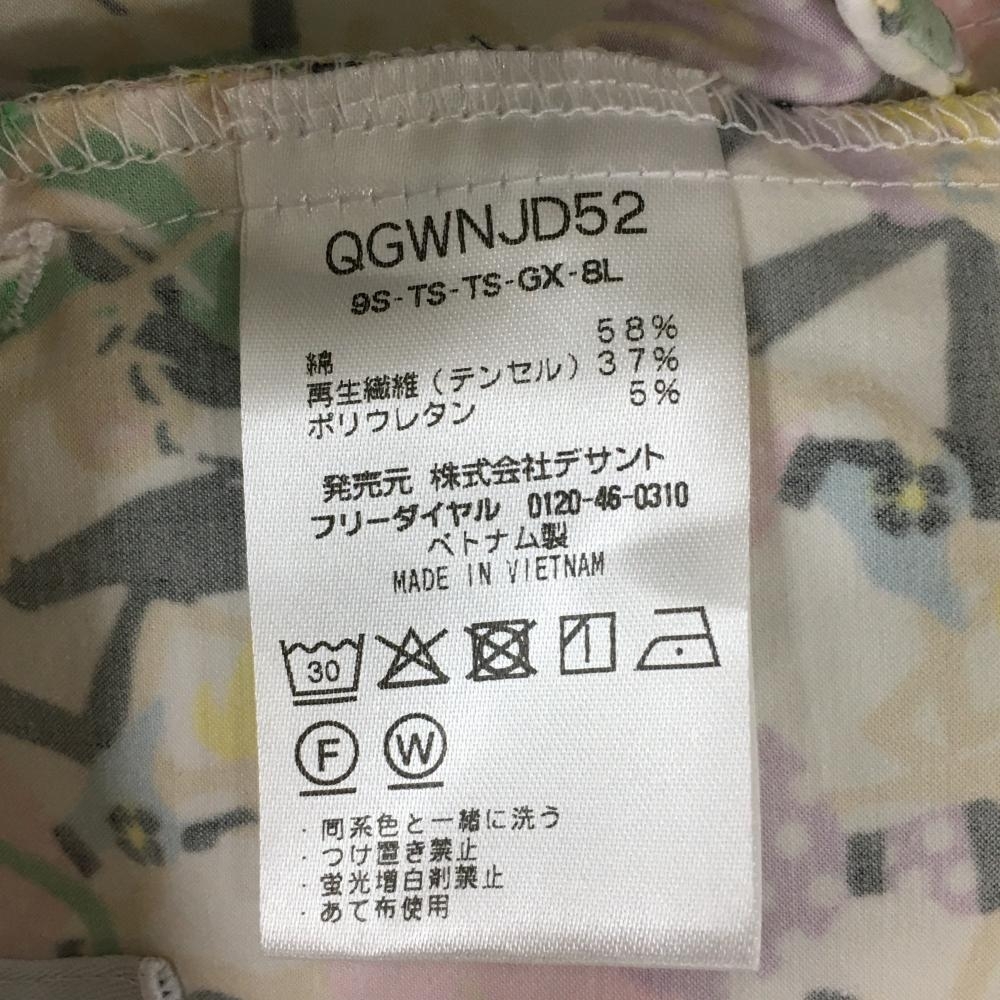 QGWNJD52
9S-TS-TS-GX-8L
綿 58%
再生繊維(テンセル) 37%
ポリウレタン 5%
発売元 株式会社デサント
フリーダイヤル 0120-46-0310
ベトナム製
MADE IN VIETNAM
30
F W
・同系色と一緒に洗う
・つけ置き禁止
・蛍光増白剤禁止
・あて布使用